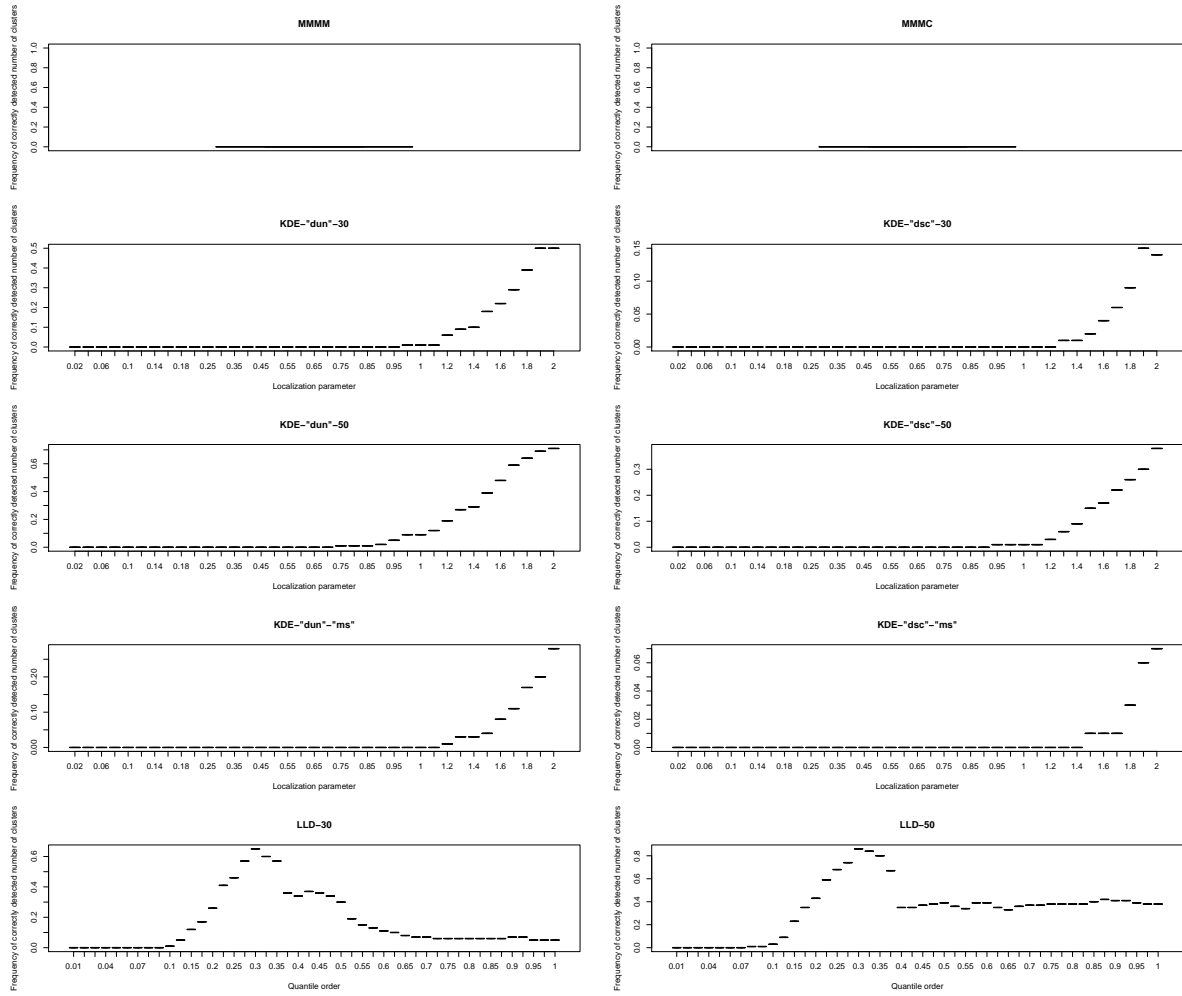 MMMM
Frequency of correctly detected number of clusters
0.0 0.2 0.4 0.6 0.8 1.0
MMMC
Frequency of correctly detected number of clusters
0.0 0.2 0.4 0.6 0.8 1.0
KDE−"dun"−30
Frequency of correctly detected number of clusters
0.0 0.1 0.2 0.3 0.4 0.5
0.02 0.06 0.1 0.14 0.18 0.25 0.35 0.45 0.55 0.65 0.75 0.85 0.95 1 1.2 1.4 1.6 1.8 2
Localization parameter
KDE−"dsc"−30
Frequency of correctly detected number of clusters
0.00 0.05 0.10 0.15
0.02 0.06 0.1 0.14 0.18 0.25 0.35 0.45 0.55 0.65 0.75 0.85 0.95 1 1.2 1.4 1.6 1.8 2
Localization parameter
KDE−"dun"−50
Frequency of correctly detected number of clusters
0.0 0.2 0.4 0.6
0.02 0.06 0.1 0.14 0.18 0.25 0.35 0.45 0.55 0.65 0.75 0.85 0.95 1 1.2 1.4 1.6 1.8 2
Localization parameter
KDE−"dsc"−50
Frequency of correctly detected number of clusters
0.0 0.1 0.2 0.3
0.02 0.06 0.1 0.14 0.18 0.25 0.35 0.45 0.55 0.65 0.75 0.85 0.95 1 1.2 1.4 1.6 1.8 2
Localization parameter
KDE−"dun"−"ms"
Frequency of correctly detected number of clusters
0.00 0.10 0.20
0.02 0.06 0.1 0.14 0.18 0.25 0.35 0.45 0.55 0.65 0.75 0.85 0.95 1 1.2 1.4 1.6 1.8 2
Localization parameter
KDE−"dsc"−"ms"
Frequency of correctly detected number of clusters
0.00 0.02 0.04 0.06
0.02 0.06 0.1 0.14 0.18 0.25 0.35 0.45 0.55 0.65 0.75 0.85 0.95 1 1.2 1.4 1.6 1.8 2
Localization parameter
LLD−30
Frequency of correctly detected number of clusters
0.0 0.2 0.4 0.6
0.01 0.04 0.07 0.1 0.15 0.2 0.25 0.3 0.35 0.4 0.45 0.5 0.55 0.6 0.65 0.7 0.75 0.8 0.85 0.9 0.95 1
Quantile order
LLD−50
Frequency of correctly detected number of clusters
0.0 0.2 0.4 0.6 0.8
0.01 0.04 0.07 0.1 0.15 0.2 0.25 0.3 0.35 0.4 0.45 0.5 0.55 0.6 0.65 0.7 0.75 0.8 0.85 0.9 0.95 1
Quantile order